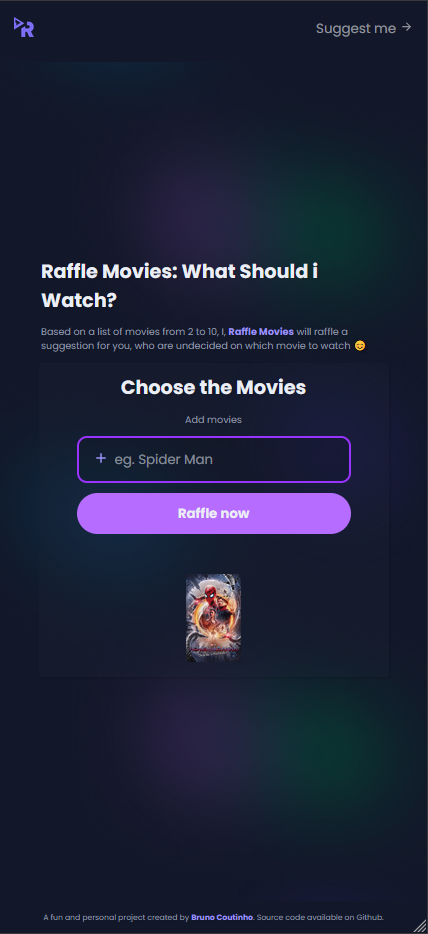 R
Suggest me →
Raffle Movies: What Should i
Watch?
Based on a list of movies from 2 to 10, I, Raffle Movies will raffle a
suggestion for you, who are undecided on which movie to watch 😊
Choose the Movies
Add movies
+ eg. Spider Man
Raffle now
A fun and personal project created by Bruno Coutinho. Source code available on Github.